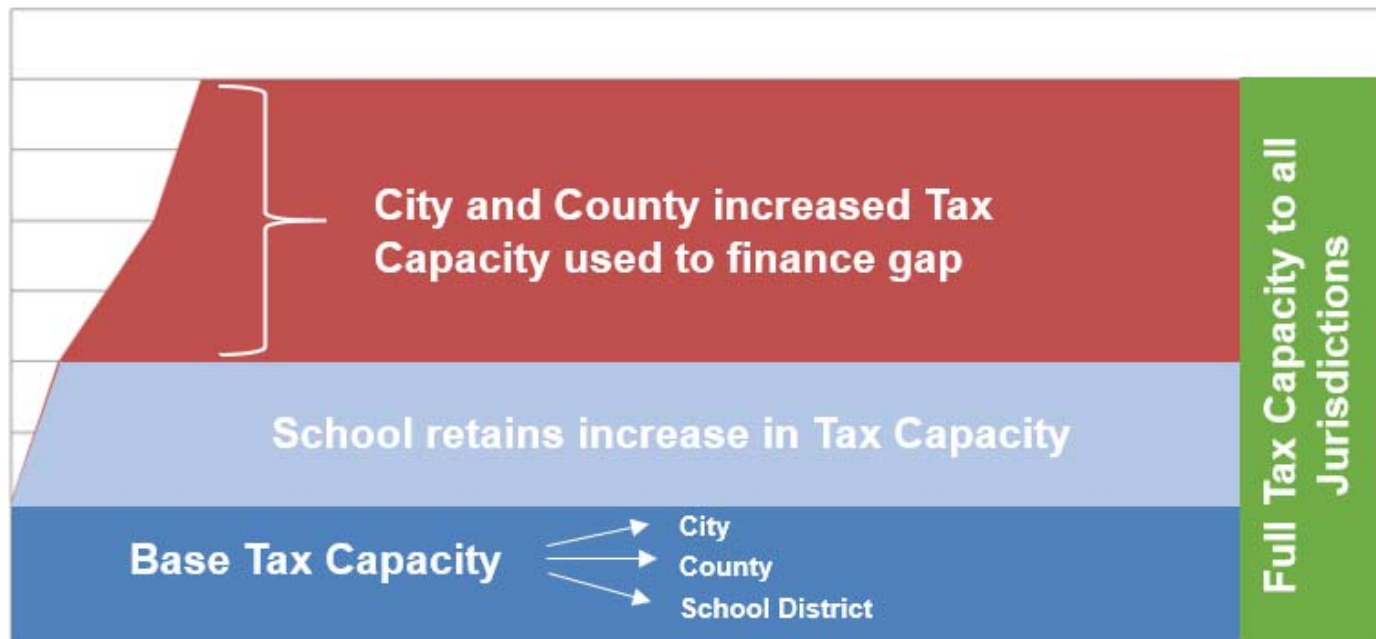 City and County increased Tax
Capacity used to finance gap
School retains increase in Tax Capacity
Base Tax Capacity
City
County
School District
Full Tax Capacity to all
Jurisdictions